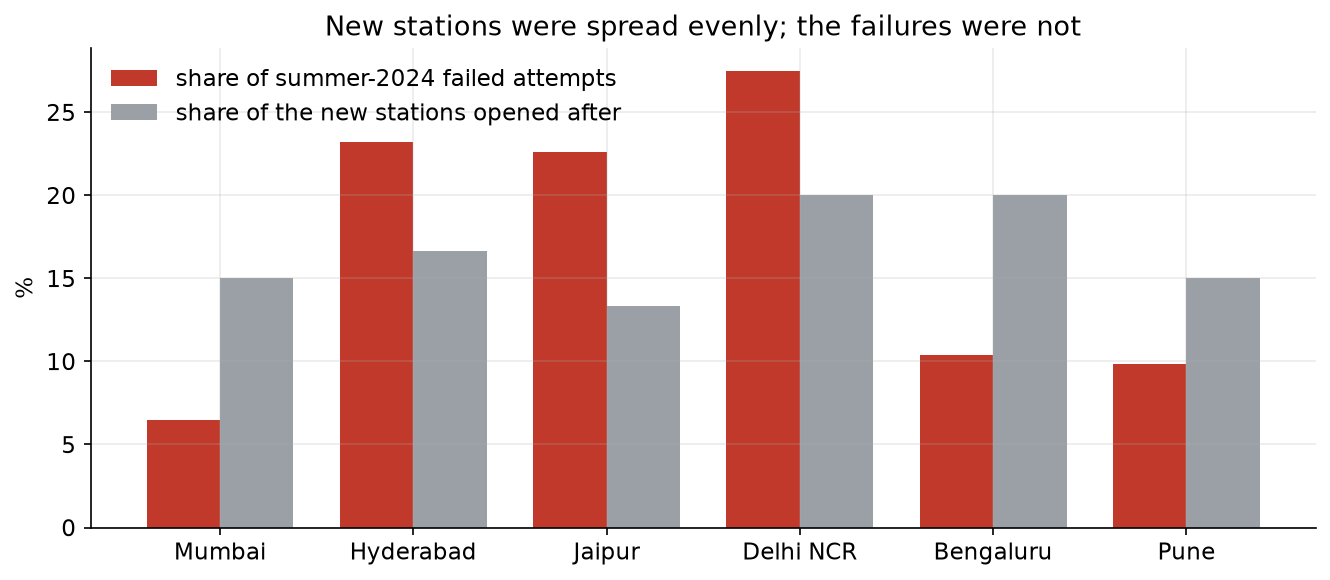 New stations were spread evenly; the failures were not
share of summer-2024 failed attempts
share of the new stations opened after
%
25
20
15
10
5
0
Mumbai
Hyderabad
Jaipur
Delhi NCR
Bengaluru
Pune